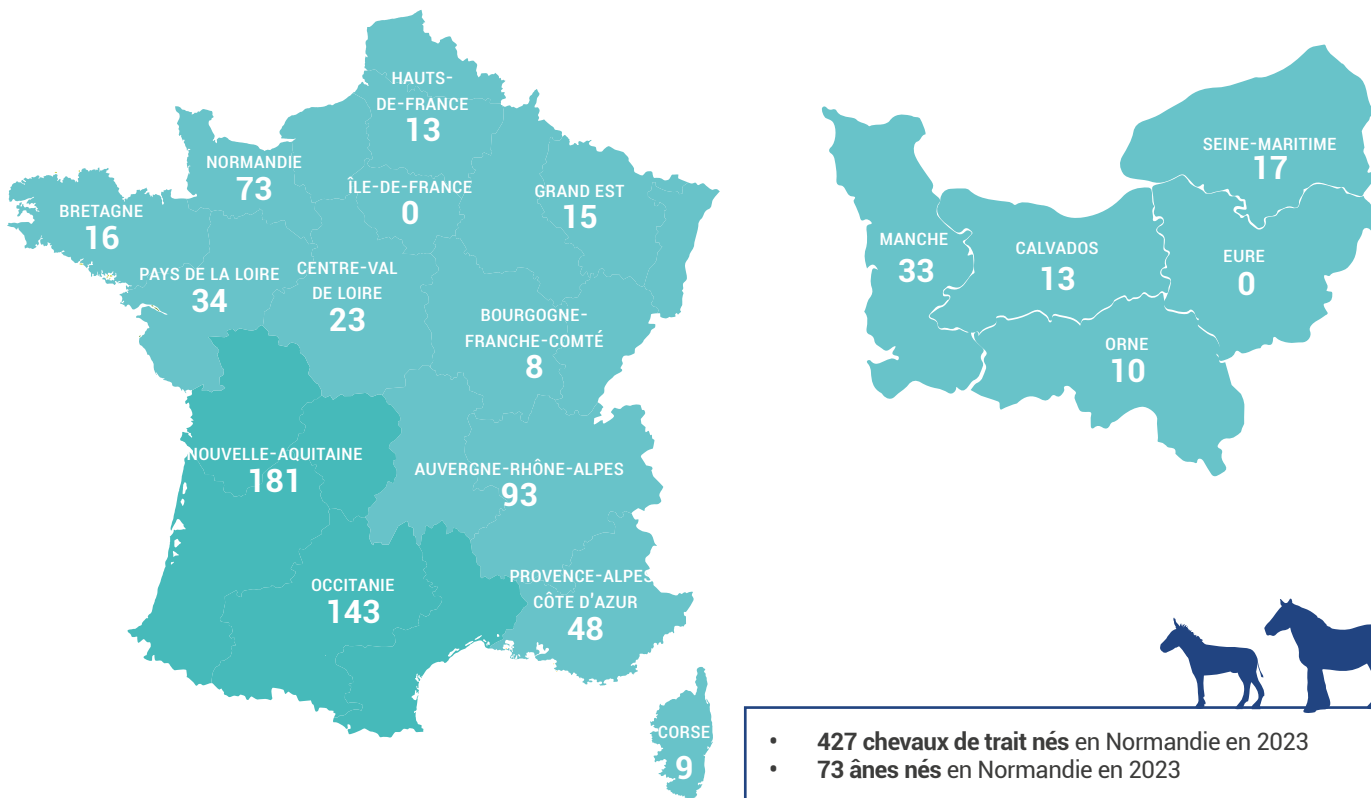 HAUTS-
DE-FRANCE
13
NORMANDIE
73
ÎLE-DE-FRANCE
0
GRAND EST
15
BRETAGNE
16
PAYS DE LA LOIRE
34
CENTRE-VAL
DE LOIRE
23
BOURGOGNE-
FRANCHE-COMTÉ
8
NOUVELLE-AQUITAINE
181
AUVERGNE-RHÔNE-ALPES
93
OCCITANIE
143
PROVENCE-ALPES
CÔTE D'AZUR
48
CORSE
9
SEINE-MARITIME
17
MANCHE
33
CALVADOS
13
EURE
0
ORNE
10
• 427 chevaux de trait nés en Normandie en 2023
• 73 ânes nés en Normandie en 2023